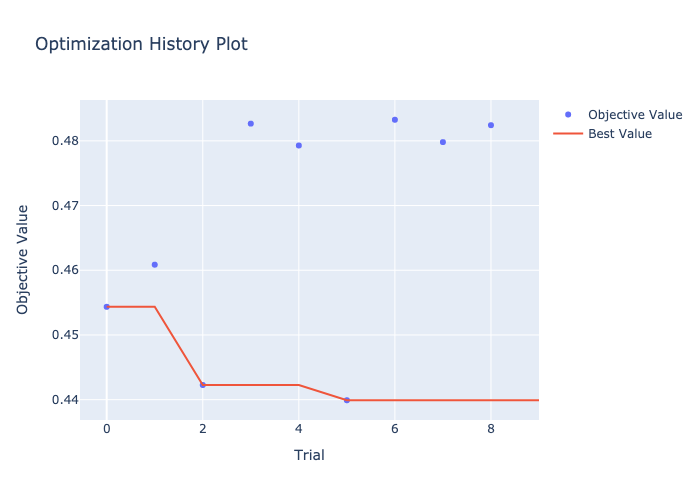 Optimization History Plot
Objective Value
Best Value
0.48
0.47
0.46
0.45
0.44
Objective Value
0 2 4 6 8
Trial